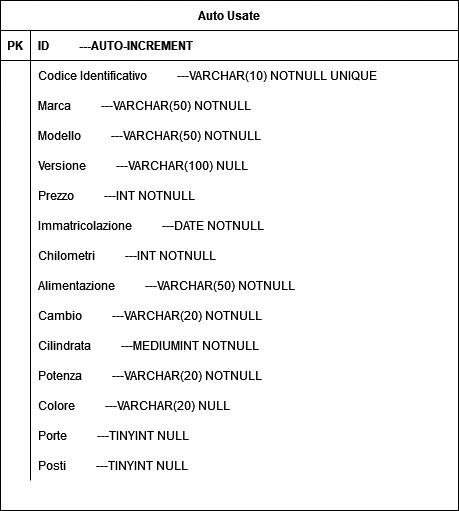 Auto Usate
PK ID ---AUTO-INCREMENT
Codice Identificativo ---VARCHAR(10) NOTNULL UNIQUE
Marca ---VARCHAR(50) NOTNULL
Modello ---VARCHAR(50) NOTNULL
Versione ---VARCHAR(100) NULL
Prezzo ---INT NOTNULL
Immatricolazione ---DATE NOTNULL
Chilometri ---INT NOTNULL
Alimentazione ---VARCHAR(50) NOTNULL
Cambio ---VARCHAR(20) NOTNULL
Cilindrata ---MEDIUMINT NOTNULL
Potenza ---VARCHAR(20) NOTNULL
Colore ---VARCHAR(20) NULL
Porte ---TINYINT NULL
Posti ---TINYINT NULL